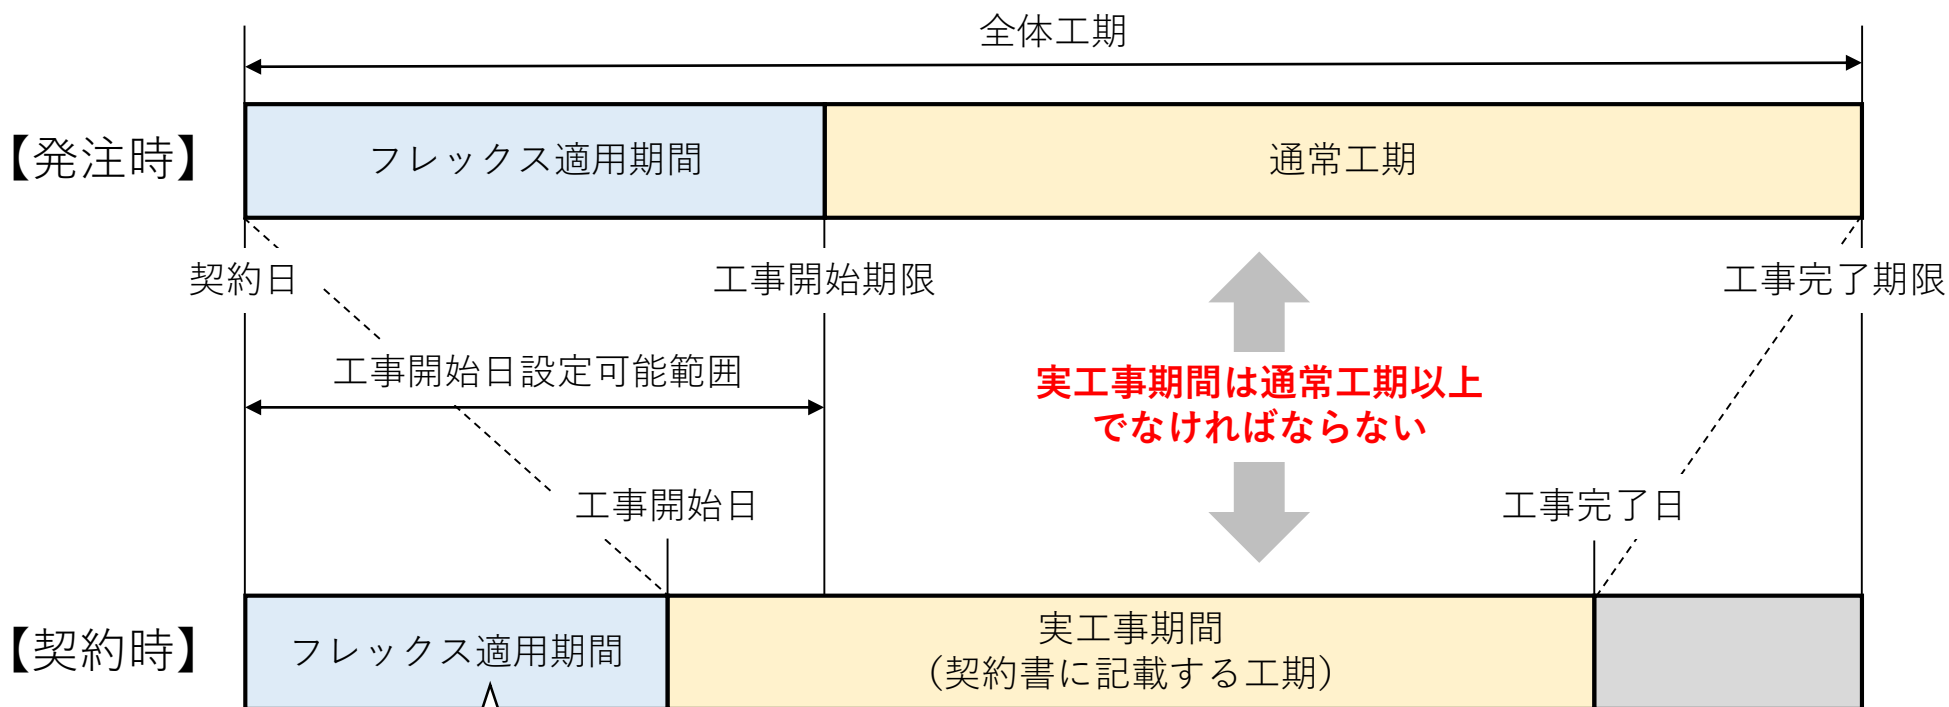 全体工期
【発注時】
フレックス適用期間
通常工期
契約日
工事開始期限
工事完了期限
工事開始日設定可能範囲
実工事期間は通常工期以上
でなければならない
工事開始日
工事完了日
【契約時】
フレックス適用期間
実工事期間
（契約書に記載する工期）